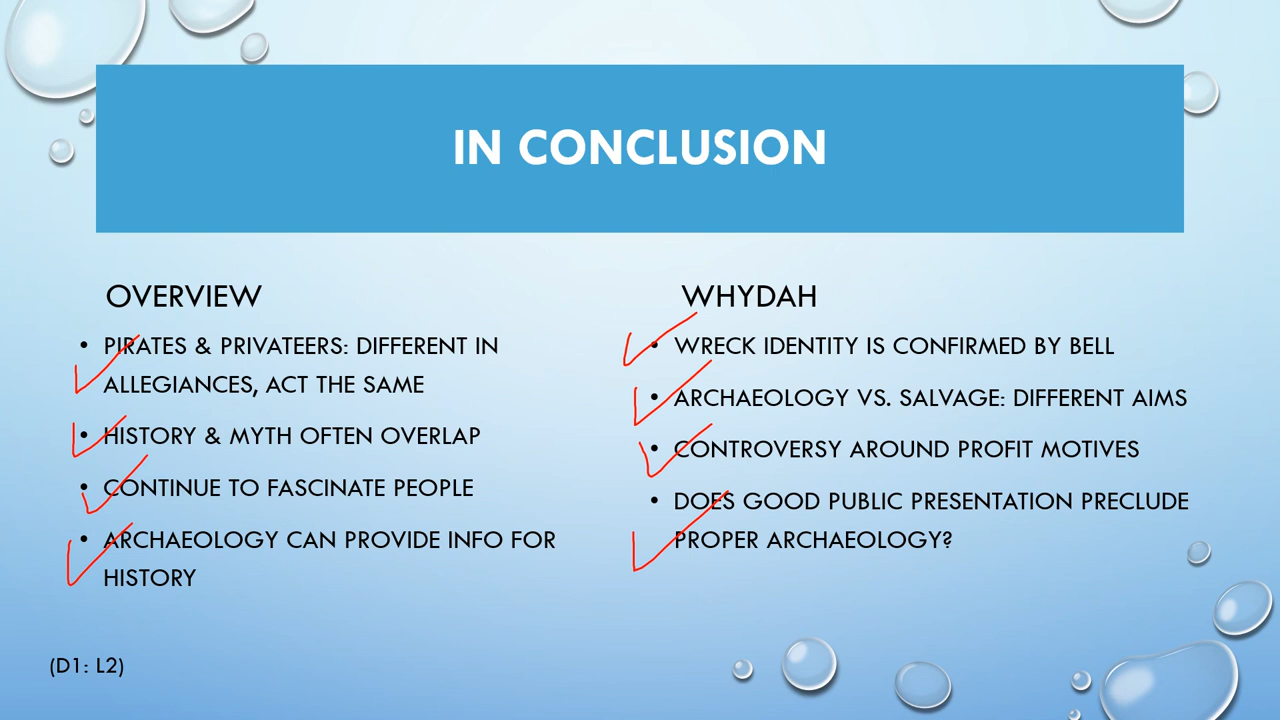 IN CONCLUSION
OVERVIEW
• PIRATES & PRIVATEERS: DIFFERENT IN
ALLEGIANCES, ACT THE SAME
• HISTORY & MYTH OFTEN OVERLAP
• CONTINUE TO FASCINATE PEOPLE
• ARCHAEOLOGY CAN PROVIDE INFO FOR
HISTORY
WHYDAH
• WRECK IDENTITY IS CONFIRMED BY BELL
• ARCHAEOLOGY VS. SALVAGE: DIFFERENT AIMS
• CONTROVERSY AROUND PROFIT MOTIVES
• DOES GOOD PUBLIC PRESENTATION PRECLUDE
PROPER ARCHAEOLOGY?
(D1: L2)